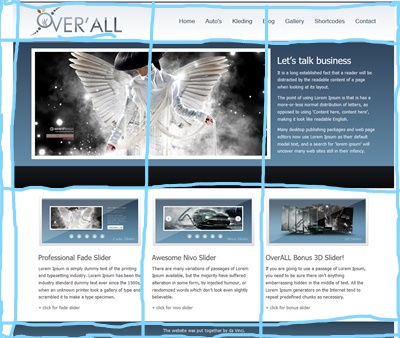 OVER'ALL
Home Auto's Kleding Blog Gallery Shortcodes Contact
Let's talk business
It is a long established fact that a reader will be
distracted by the readable content of a page
when looking at its layout.
The point of using Lorem Ipsum is that is has a
more-or-less normal distribution of letters, as
opposed to using 'Content here, content here',
making it look like readable English.
Many desktop publishing packages and web page
editors now use Lorem Ipsum as their default
model text, and a search for 'lorem ipsum' will
uncover many web sites still in their infancy.
Professional Fade Slider
Lorem Ipsum is simply dummy text of the printing
and typesetting industry. Lorem Ipsum has been the
industry standard dummy text ever since the 1500s,
when an unknown printer took a gallery of type and
scrambled it to make a type specimen.
+ click for fade slider
Awesome Nivo Slider
There are many variations of passages of Lorem
Ipsum available, but the majority have suffered
alteration in some form, by injected humour, or
randomized words which don't look even slightly
believable.
+ click for nivo slider
OverALL Bonus 3D Slider!
If you are going to use a passage of Lorem Ipsum,
you need to be sure there isn't anything
embarrassing hidden in the middle of text. All the
Lorem Ipsum generators on the Internet tend to
repeat predefined chunks as necessary.
+ click for bonus slider
The website was put together by da Vinci.